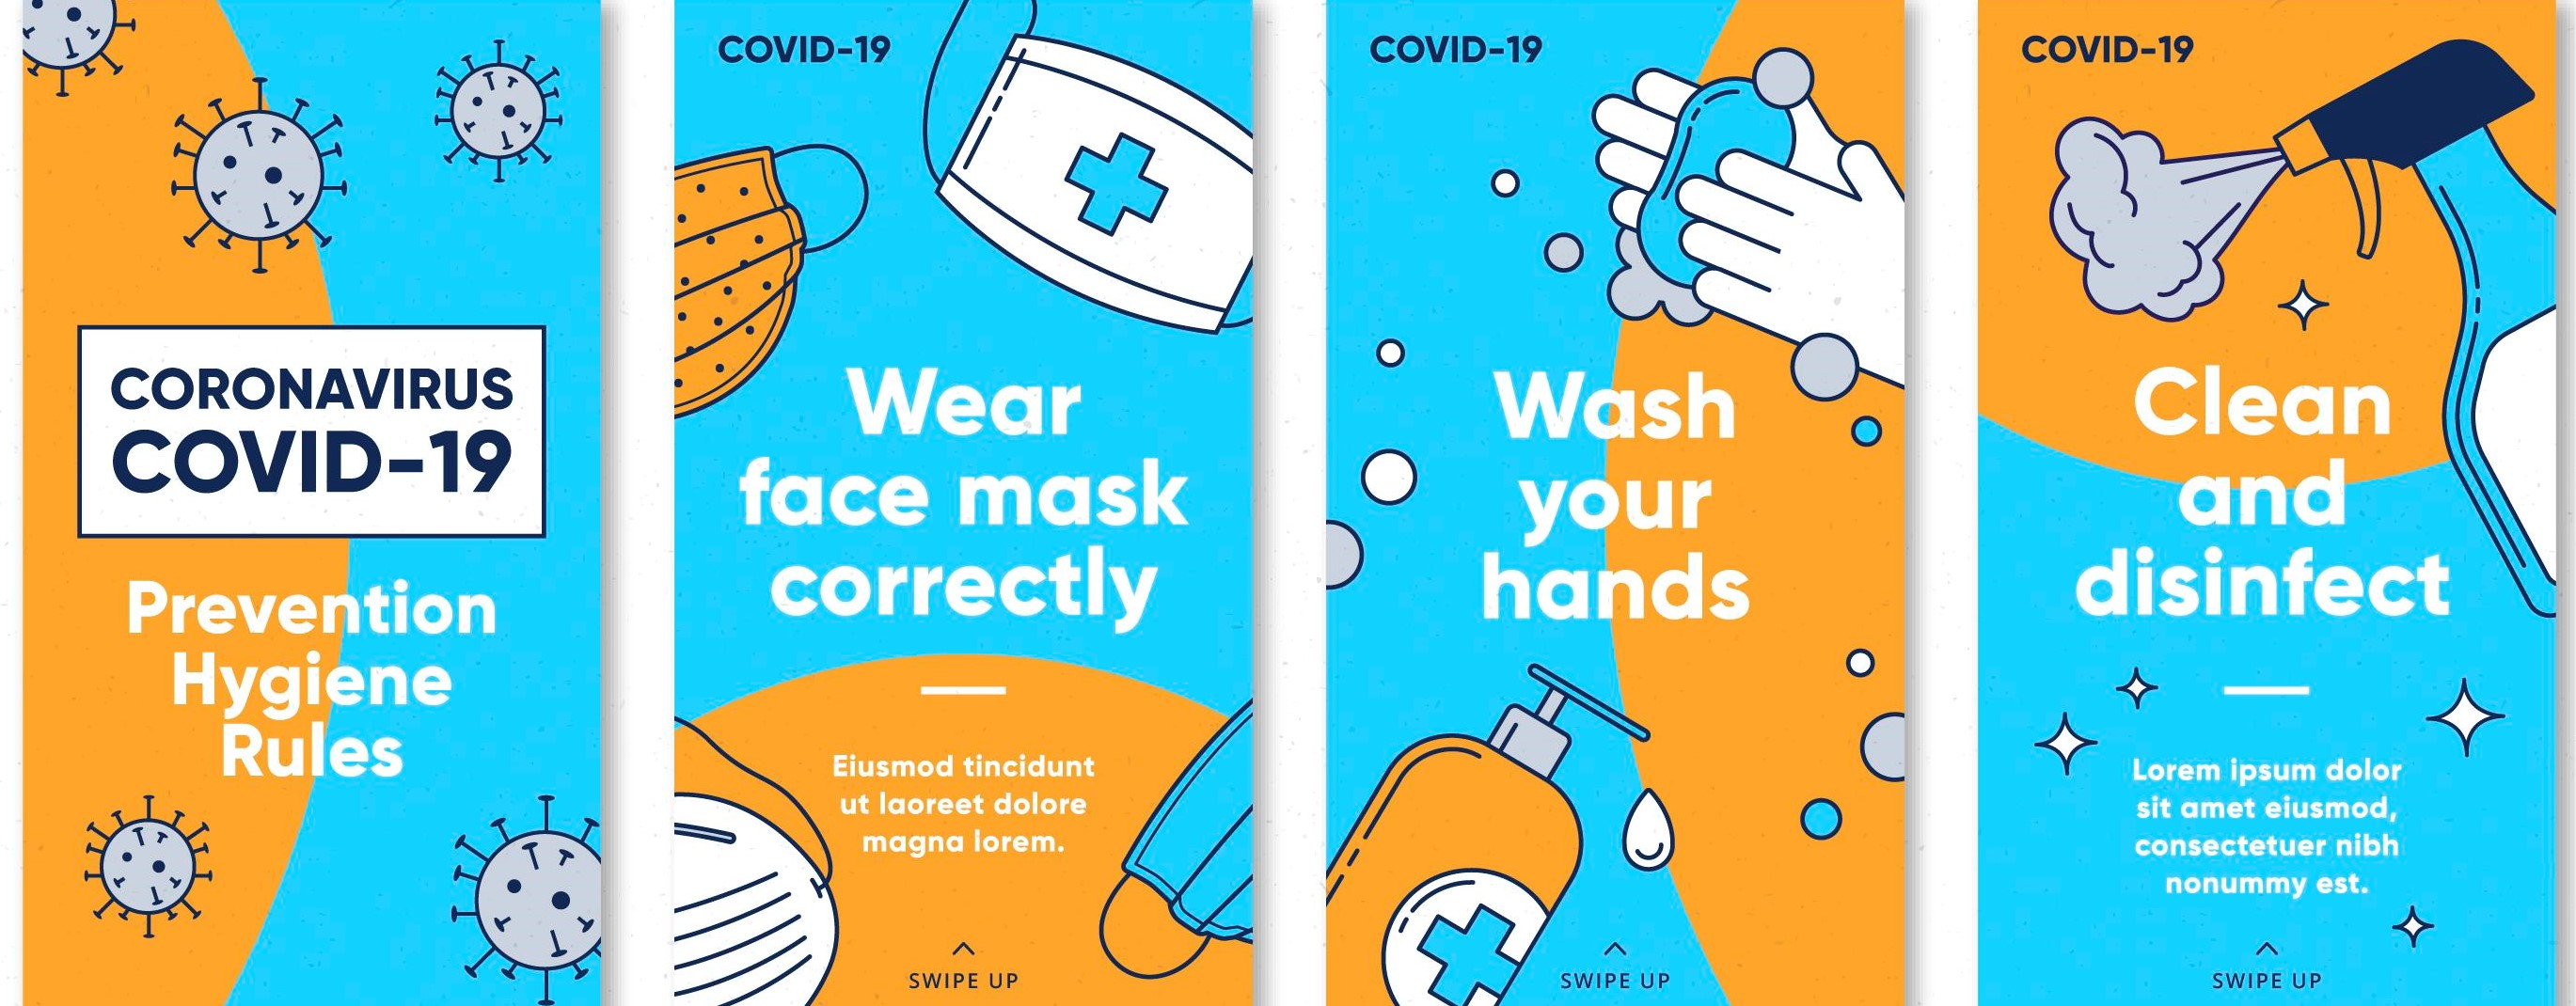 CORONAVIRUS
COVID-19
Prevention
Hygiene
Rules
COVID-19
Wear
face mask
correctly
Eiusmod tincidunt
ut laoreet dolore
magna lorem.
SWIPE UP
COVID-19
Wash
your
hands
SWIPE UP
COVID-19
Clean
and
disinfect
Lorem ipsum dolor
sit amet eiusmod,
consectetuer nibh
nonummy est.
SWIPE UP